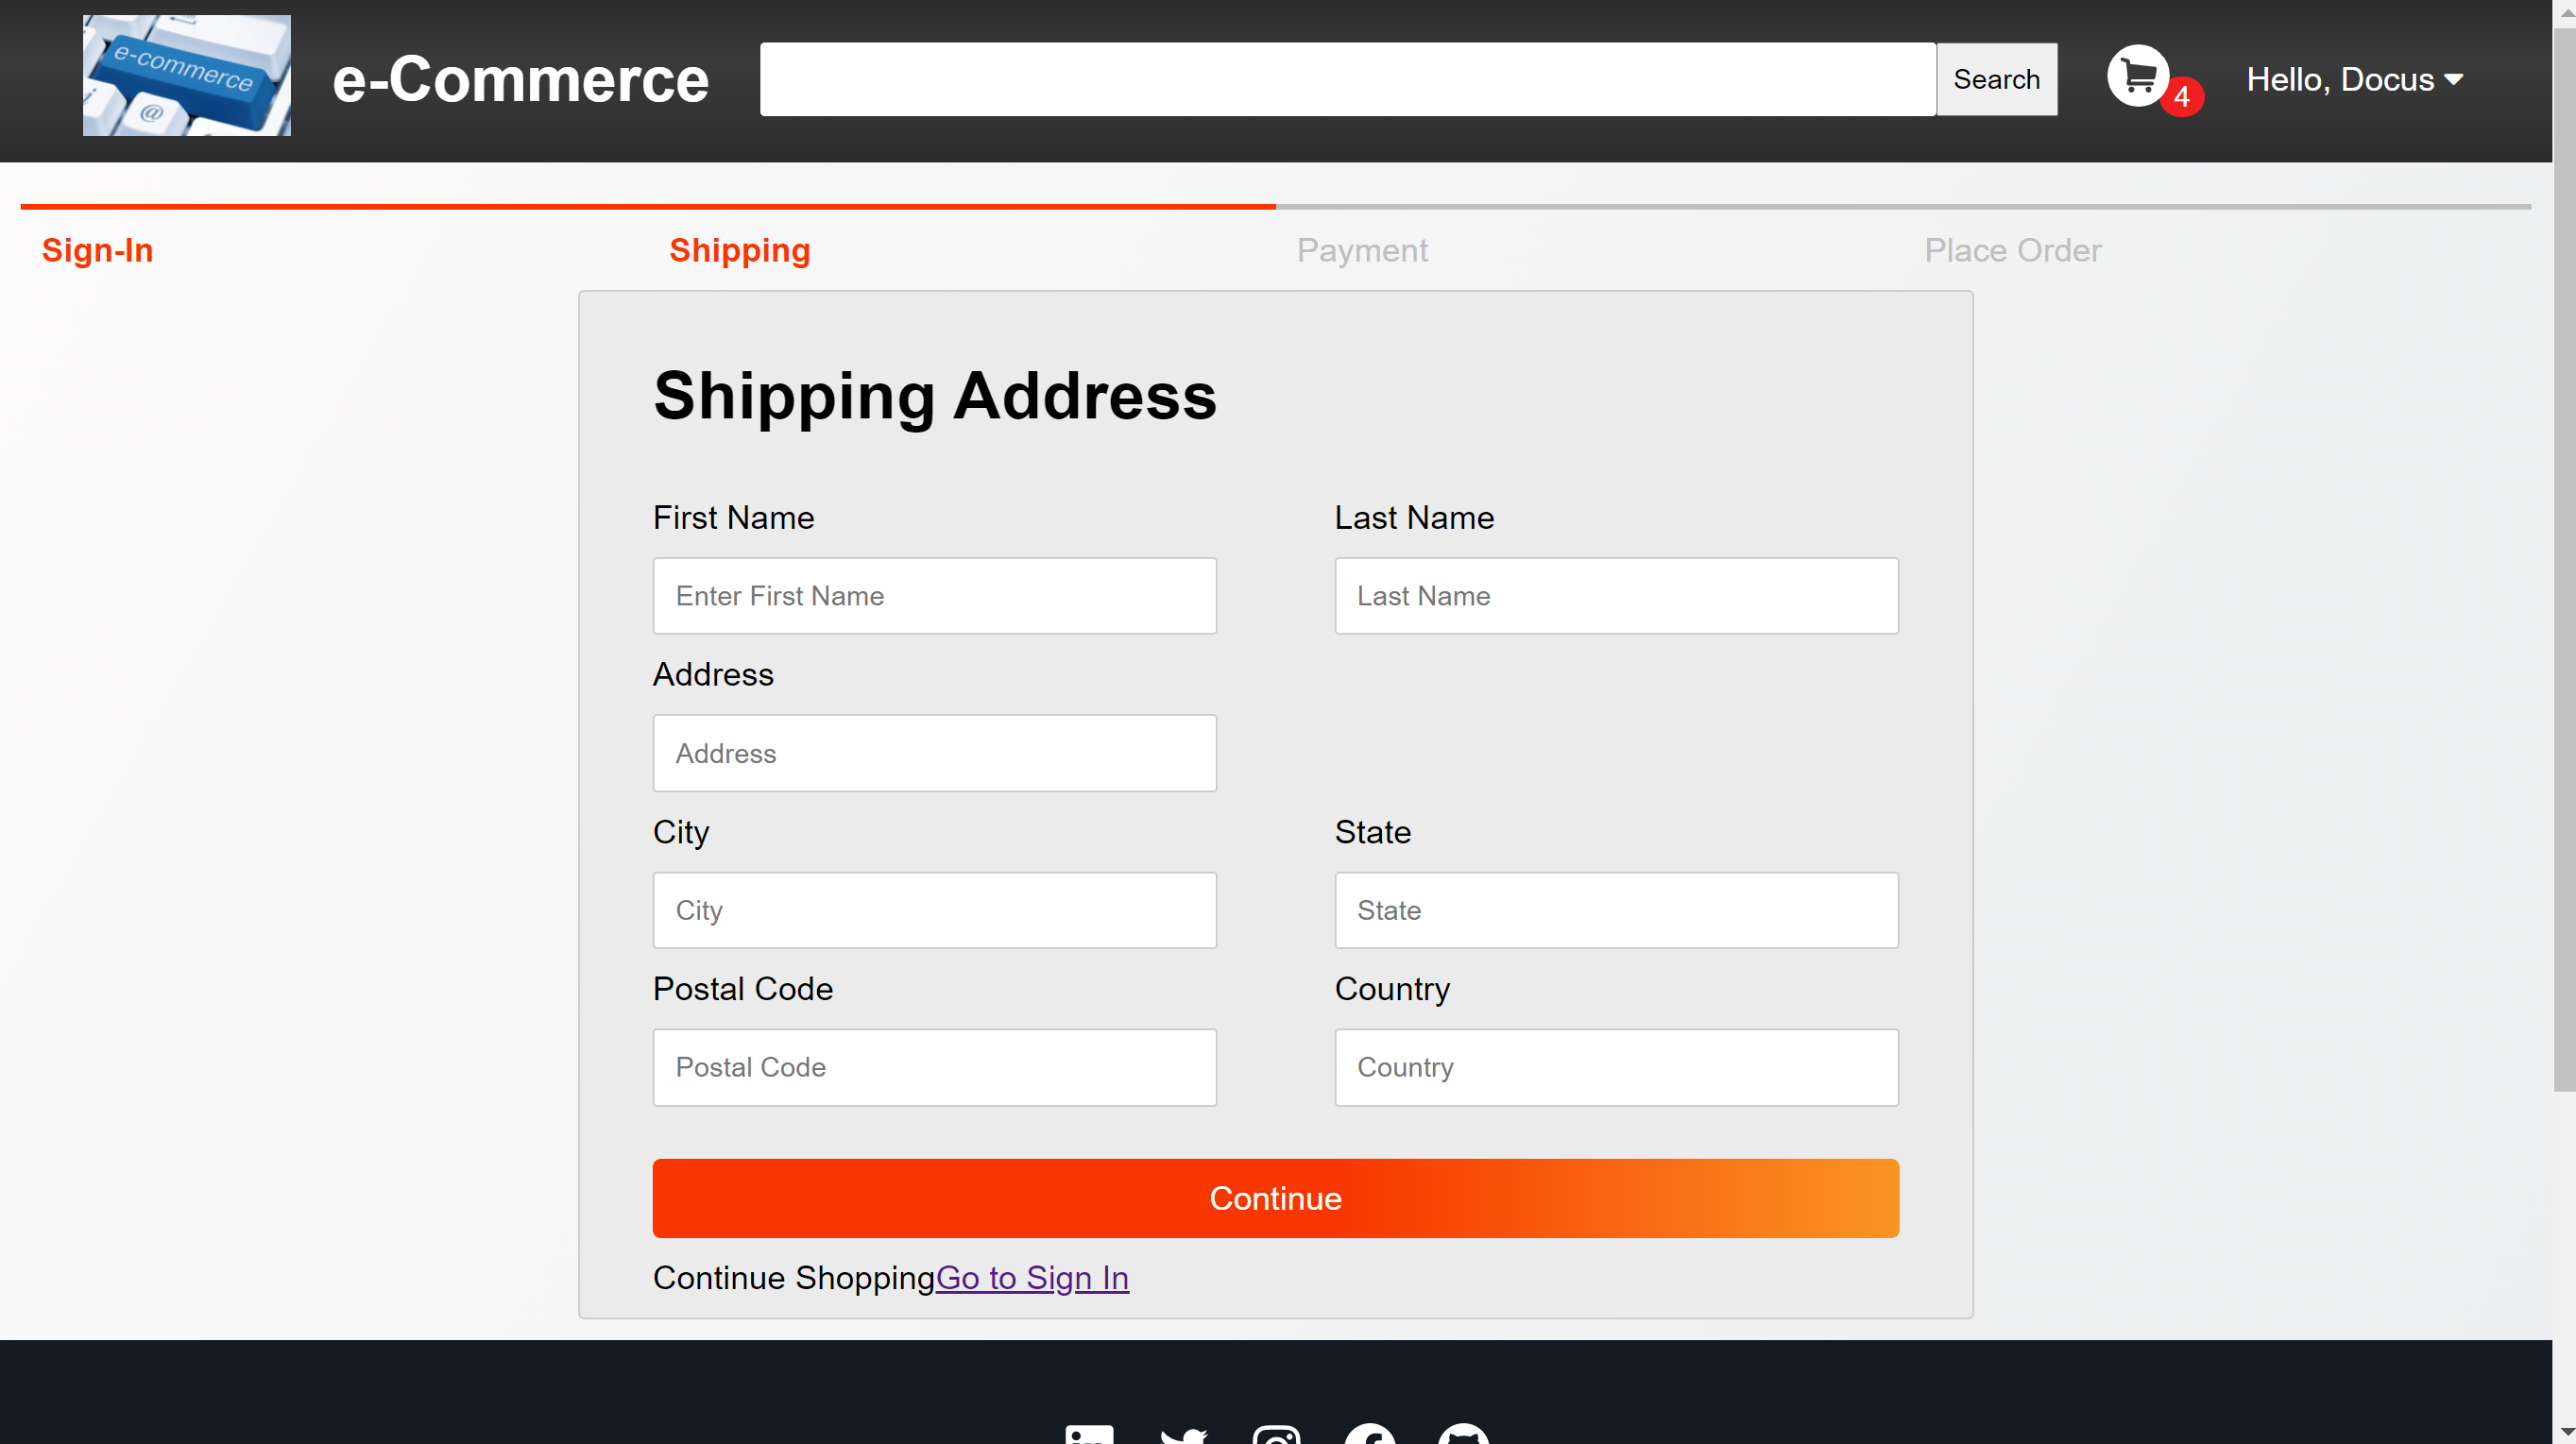 e-commerce
i
@
e-Commerce
Search
4
Hello, Docus
Sign-In
Shipping
Payment
Place Order
Shipping Address
First Name
Last Name
Enter First Name
Last Name
Address
Address
City
State
City
State
Postal Code
Country
Postal Code
Country
Continue
Continue ShoppingGo to Sign In